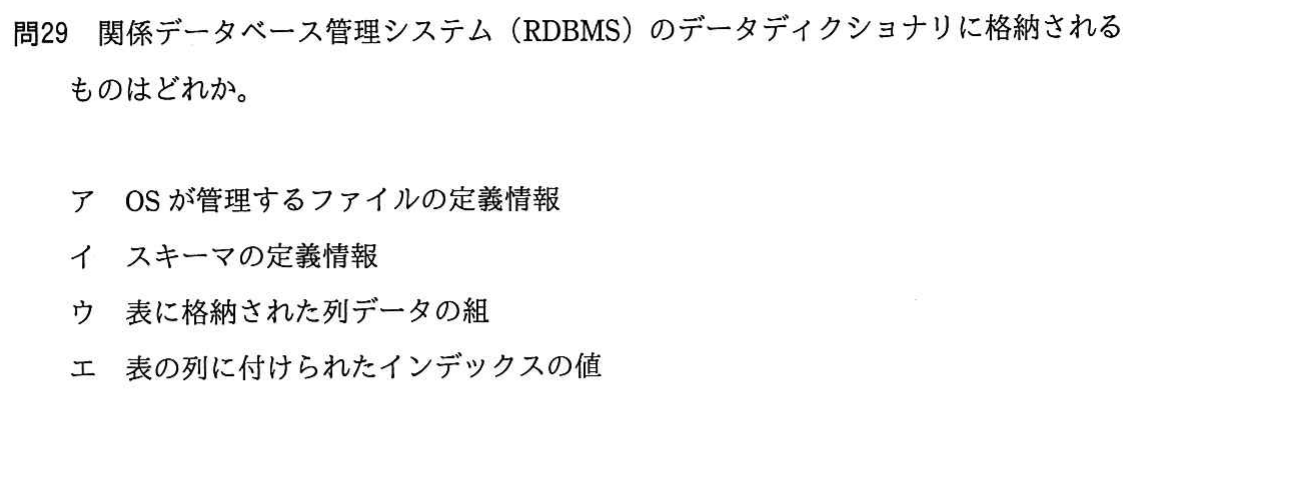 問29 関係データベース管理システム（RDBMS）のデータディクショナリに格納される
ものはどれか。
ア OSが管理するファイルの定義情報
イ スキーマの定義情報
ウ 表に格納された列データの組
エ 表の列に付けられたインデックスの値